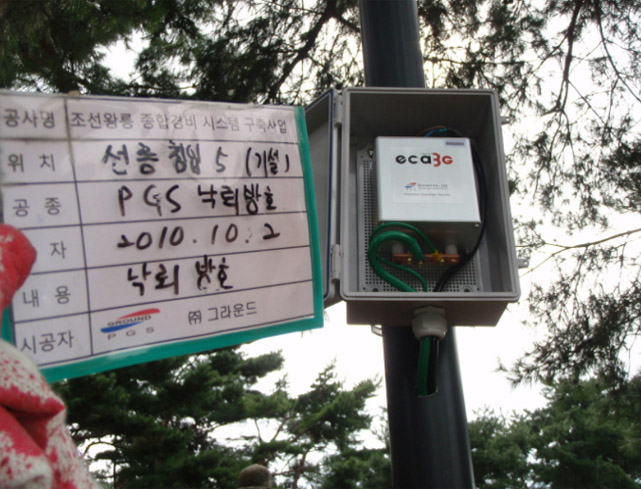 공사명 조선왕릉 종합경비 시스템 구축사업
위치 선릉 침입 5 (기설)
공종 PGS 낙뢰방호
자 2010.10.2
내용 낙뢰 방호
시공자 GROUND PGS ㈜ 그라운드
eca3G